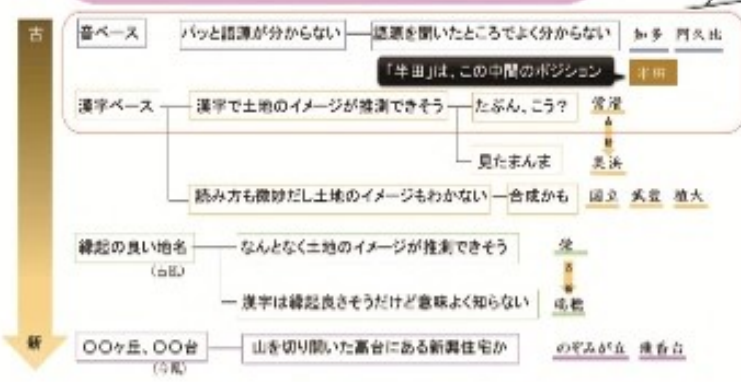 古
音ベース
パッと語源が分からない
語源を聞いたところでよく分からない
知多 阿久比
「半田」は、この中間のポジション
半田
漢字ベース
漢字で土地のイメージが推測できそう
たぶん、こう?
常滑
見たまんま
美浜
読み方も微妙だし土地のイメージもわからない
合成かも
国立 武豊 植大
縁起の良い地名
(古風)
なんとなく土地のイメージが推測できそう
漢字は縁起良さそうだけど意味よく知らない
新
〇〇ヶ丘、〇〇台
(今風)
山を切り開いた高台にある新興住宅か
のぞみが丘